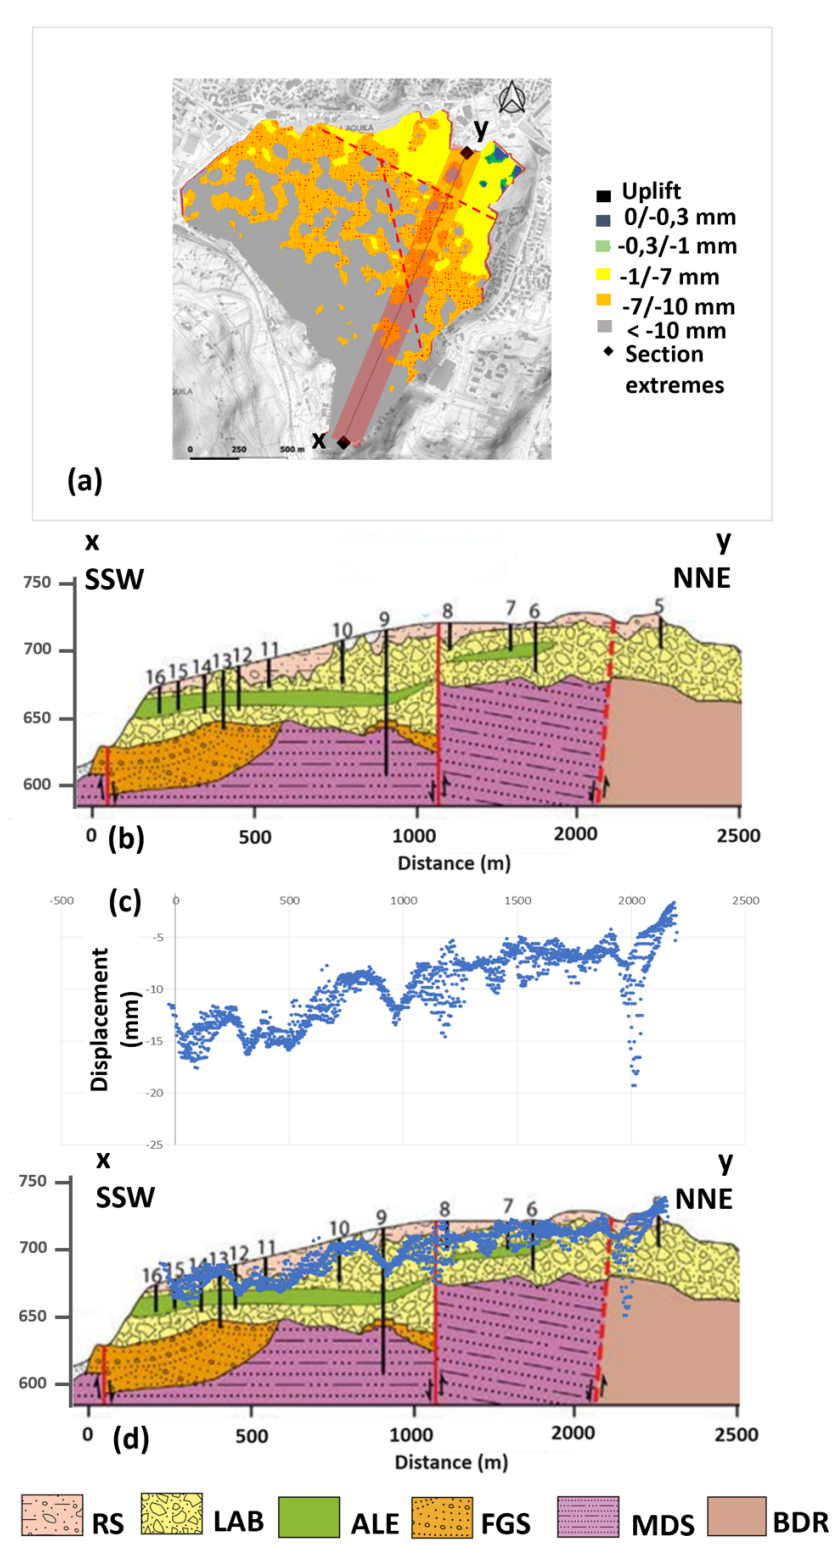 L'AQUILA
y
Uplift
0/-0,3 mm
-0,3/-1 mm
-1/-7 mm
-7/-10 mm
< -10 mm
Section
extremes
x
0 250 500 m
(a)
x y
SSW NNE
750
700
650
600
16 15 14 13 12 11 10 9 8 7 6 5
0 500 1000 2000 2500
(b)
Distance (m)
(c)
-500 0 500 1000 1500 2000 2500
-5
-10
-15
-20
-25
Displacement
(mm)
x y
SSW NNE
750
700
650
600
16 15 14 13 12 11 10 9 8 7 6
0 500 1000 2000 2500
(d)
Distance (m)
RS LAB ALE FGS MDS BDR